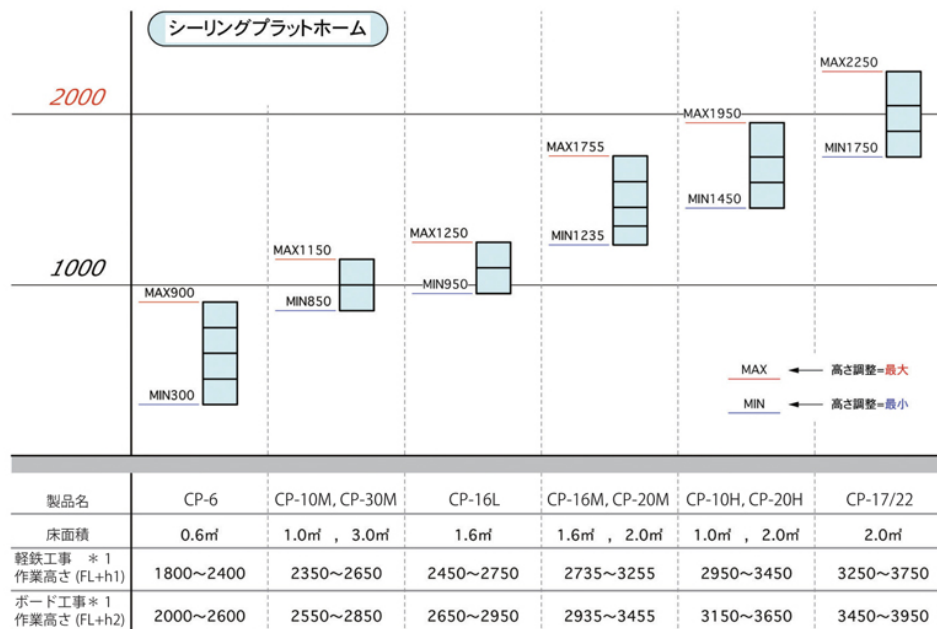 シーリングプラットホーム
MAX2250
2000
MAX1950
MIN1750
MAX1755
MIN1450
MAX1250
MIN1235
MAX1150
1000
MIN950
MAX900
MIN850
MIN300
MAX 高さ調整=最大
MIN 高さ調整=最小
製品名 CP-6 CP-10M, CP-30M CP-16L CP-16M, CP-20M CP-10H, CP-20H CP-17/22
床面積 0.6㎡ 1.0㎡ , 3.0㎡ 1.6㎡ 1.6㎡ , 2.0㎡ 1.0㎡ , 2.0㎡ 2.0㎡
軽鉄工事 *1
作業高さ(FL+h1) 1800〜2400 2350〜2650 2450〜2750 2735〜3255 2950〜3450 3250〜3750
ボード工事*1
作業高さ(FL+h2) 2000〜2600 2550〜2850 2650〜2950 2935〜3455 3150〜3650 3450〜3950